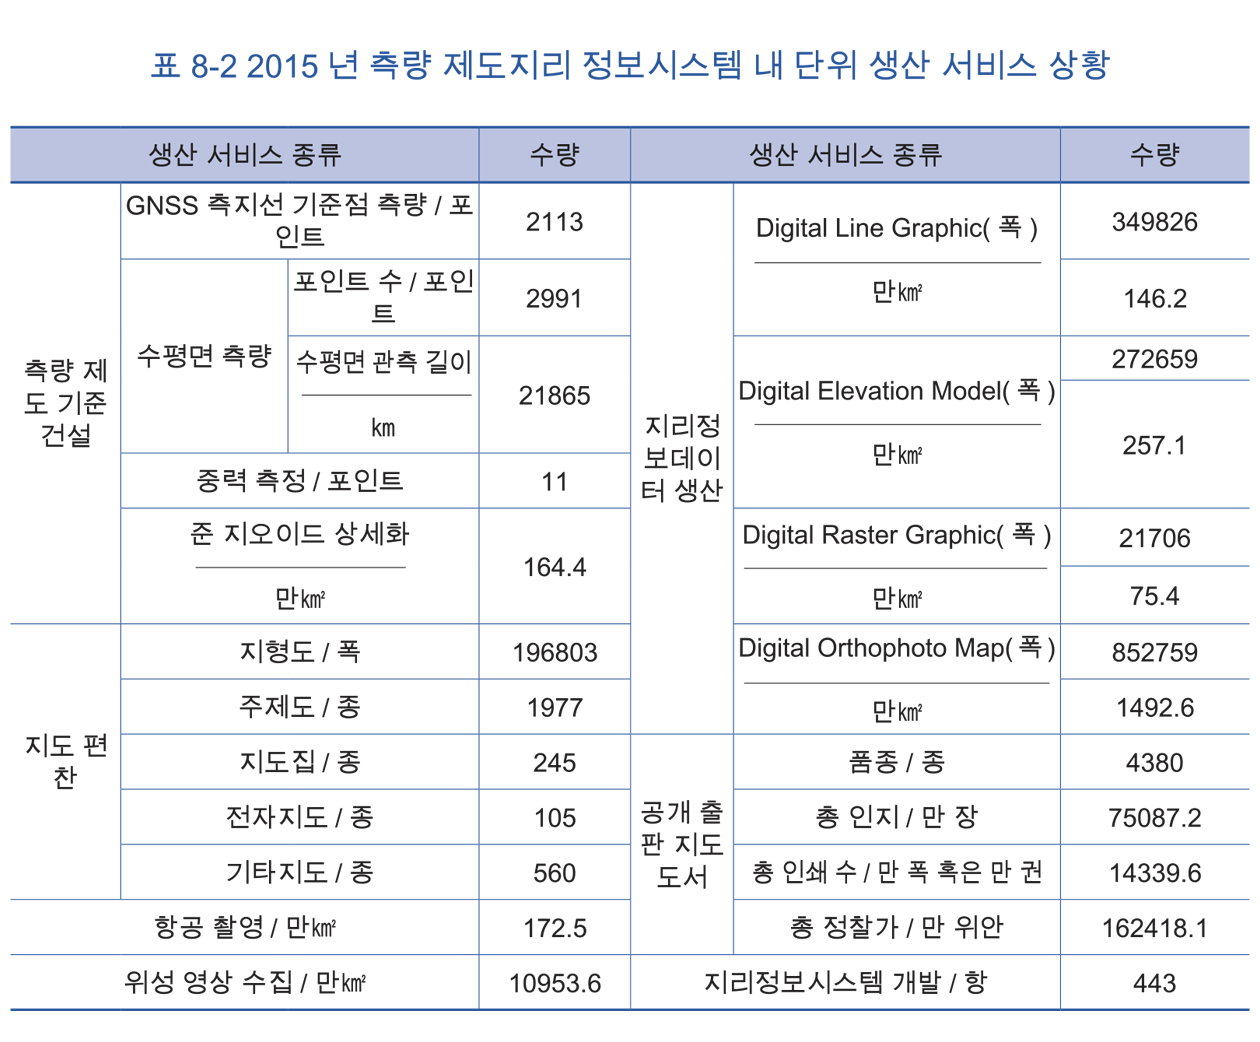 표 8-2 2015 년 측량 제도지리 정보시스템 내 단위 생산 서비스 상황
생산 서비스 종류
수량
생산 서비스 종류
수량
측량 제
도 기준
건설
GNSS 측지선 기준점 측량 / 포
인트
2113
수평면 측량
포인트 수 / 포인
트
2991
수평면 관측 길이
㎞
21865
중력 측정 / 포인트
11
준 지오이드 상세화
만㎢
164.4
지도 편
찬
지형도 / 폭
196803
주제도 / 종
1977
지도집 / 종
245
전자지도 / 종
105
기타지도 / 종
560
항공 촬영 / 만㎢
172.5
위성 영상 수집 / 만㎢
10953.6
지리정
보데이
터 생산
Digital Line Graphic( 폭 )
만㎢
349826
146.2
Digital Elevation Model( 폭 )
만㎢
272659
257.1
Digital Raster Graphic( 폭 )
만㎢
21706
75.4
Digital Orthophoto Map( 폭 )
만㎢
852759
1492.6
공개 출
판 지도
도서
품종 / 종
4380
총 인지 / 만 장
75087.2
총 인쇄 수 / 만 폭 혹은 만 권
14339.6
총 정찰가 / 만 위안
162418.1
지리정보시스템 개발 / 항
443